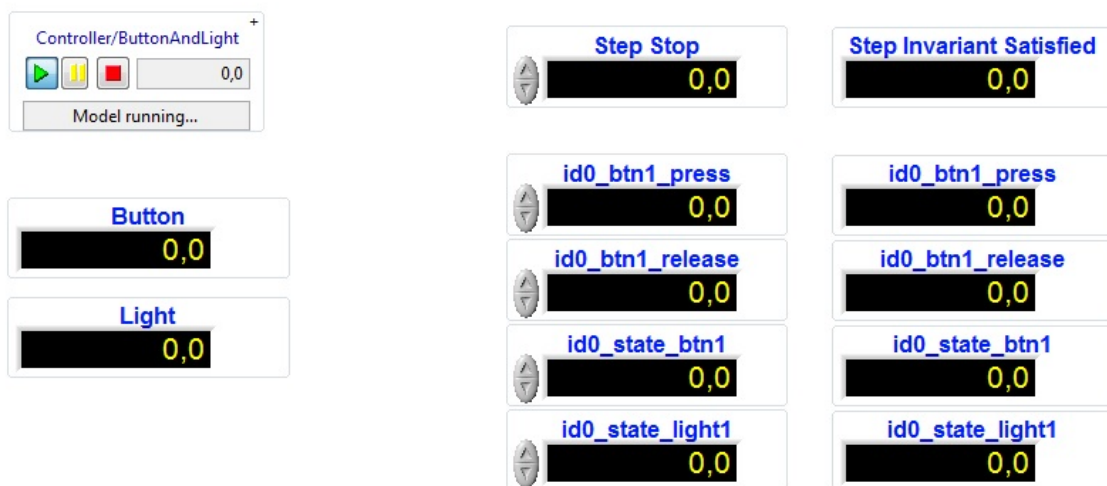 +
Controller/ButtonAndLight
0,0
Model running...
Button
0,0
Light
0,0
Step Stop
0,0
Step Invariant Satisfied
0,0
id0_btn1_press
0,0
id0_btn1_press
0,0
id0_btn1_release
0,0
id0_btn1_release
0,0
id0_state_btn1
0,0
id0_state_btn1
0,0
id0_state_light1
0,0
id0_state_light1
0,0